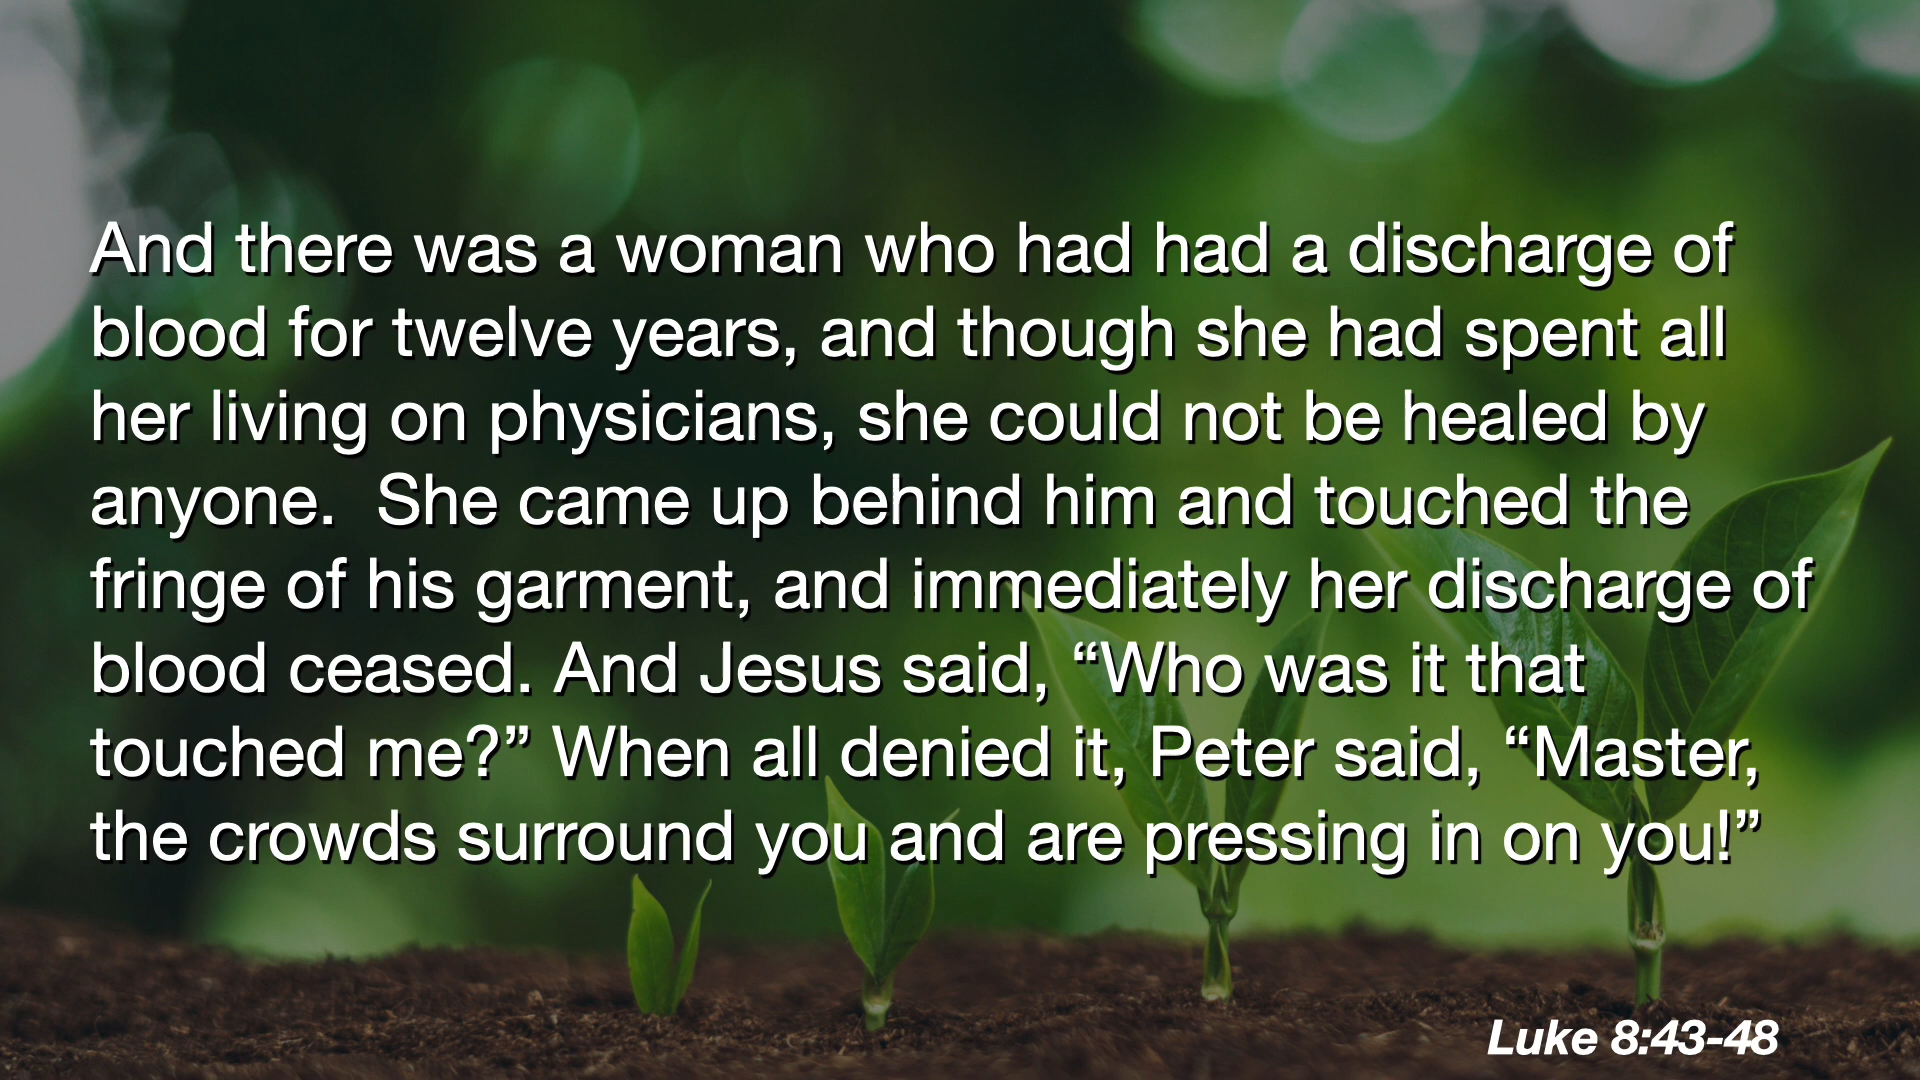 And there was a woman who had had a discharge of
blood for twelve years, and though she had spent all
her living on physicians, she could not be healed by
anyone.  She came up behind him and touched the
fringe of his garment, and immediately her discharge of
blood ceased. And Jesus said, “Who was it that
touched me?” When all denied it, Peter said, “Master,
the crowds surround you and are pressing in on you!”
Luke 8:43-48